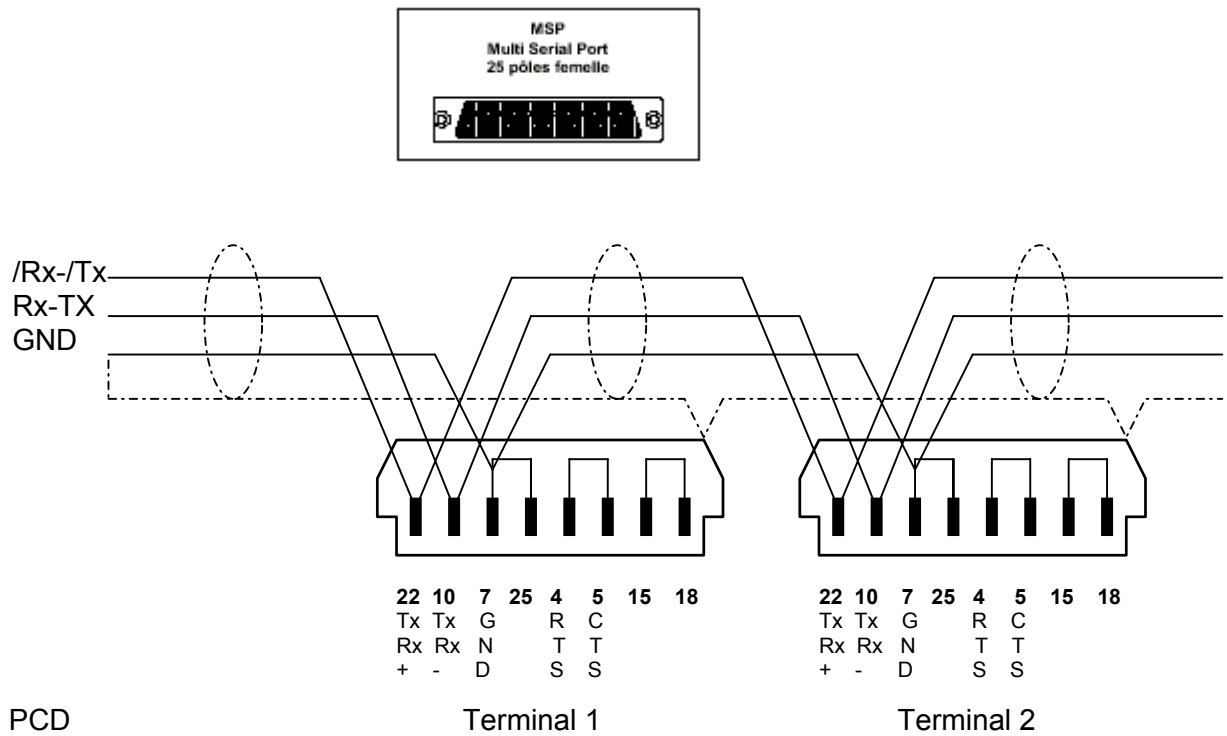 MSP
Multi Serial Port
25 pôles femelle
/Rx-/Tx
Rx-TX
GND
22 10 7 25 4 5 15 18
Tx Tx G R C
Rx Rx N T T
+ - D S S
22 10 7 25 4 5 15 18
Tx Tx G R C
Rx Rx N T T
+ - D S S
PCD Terminal 1 Terminal 2